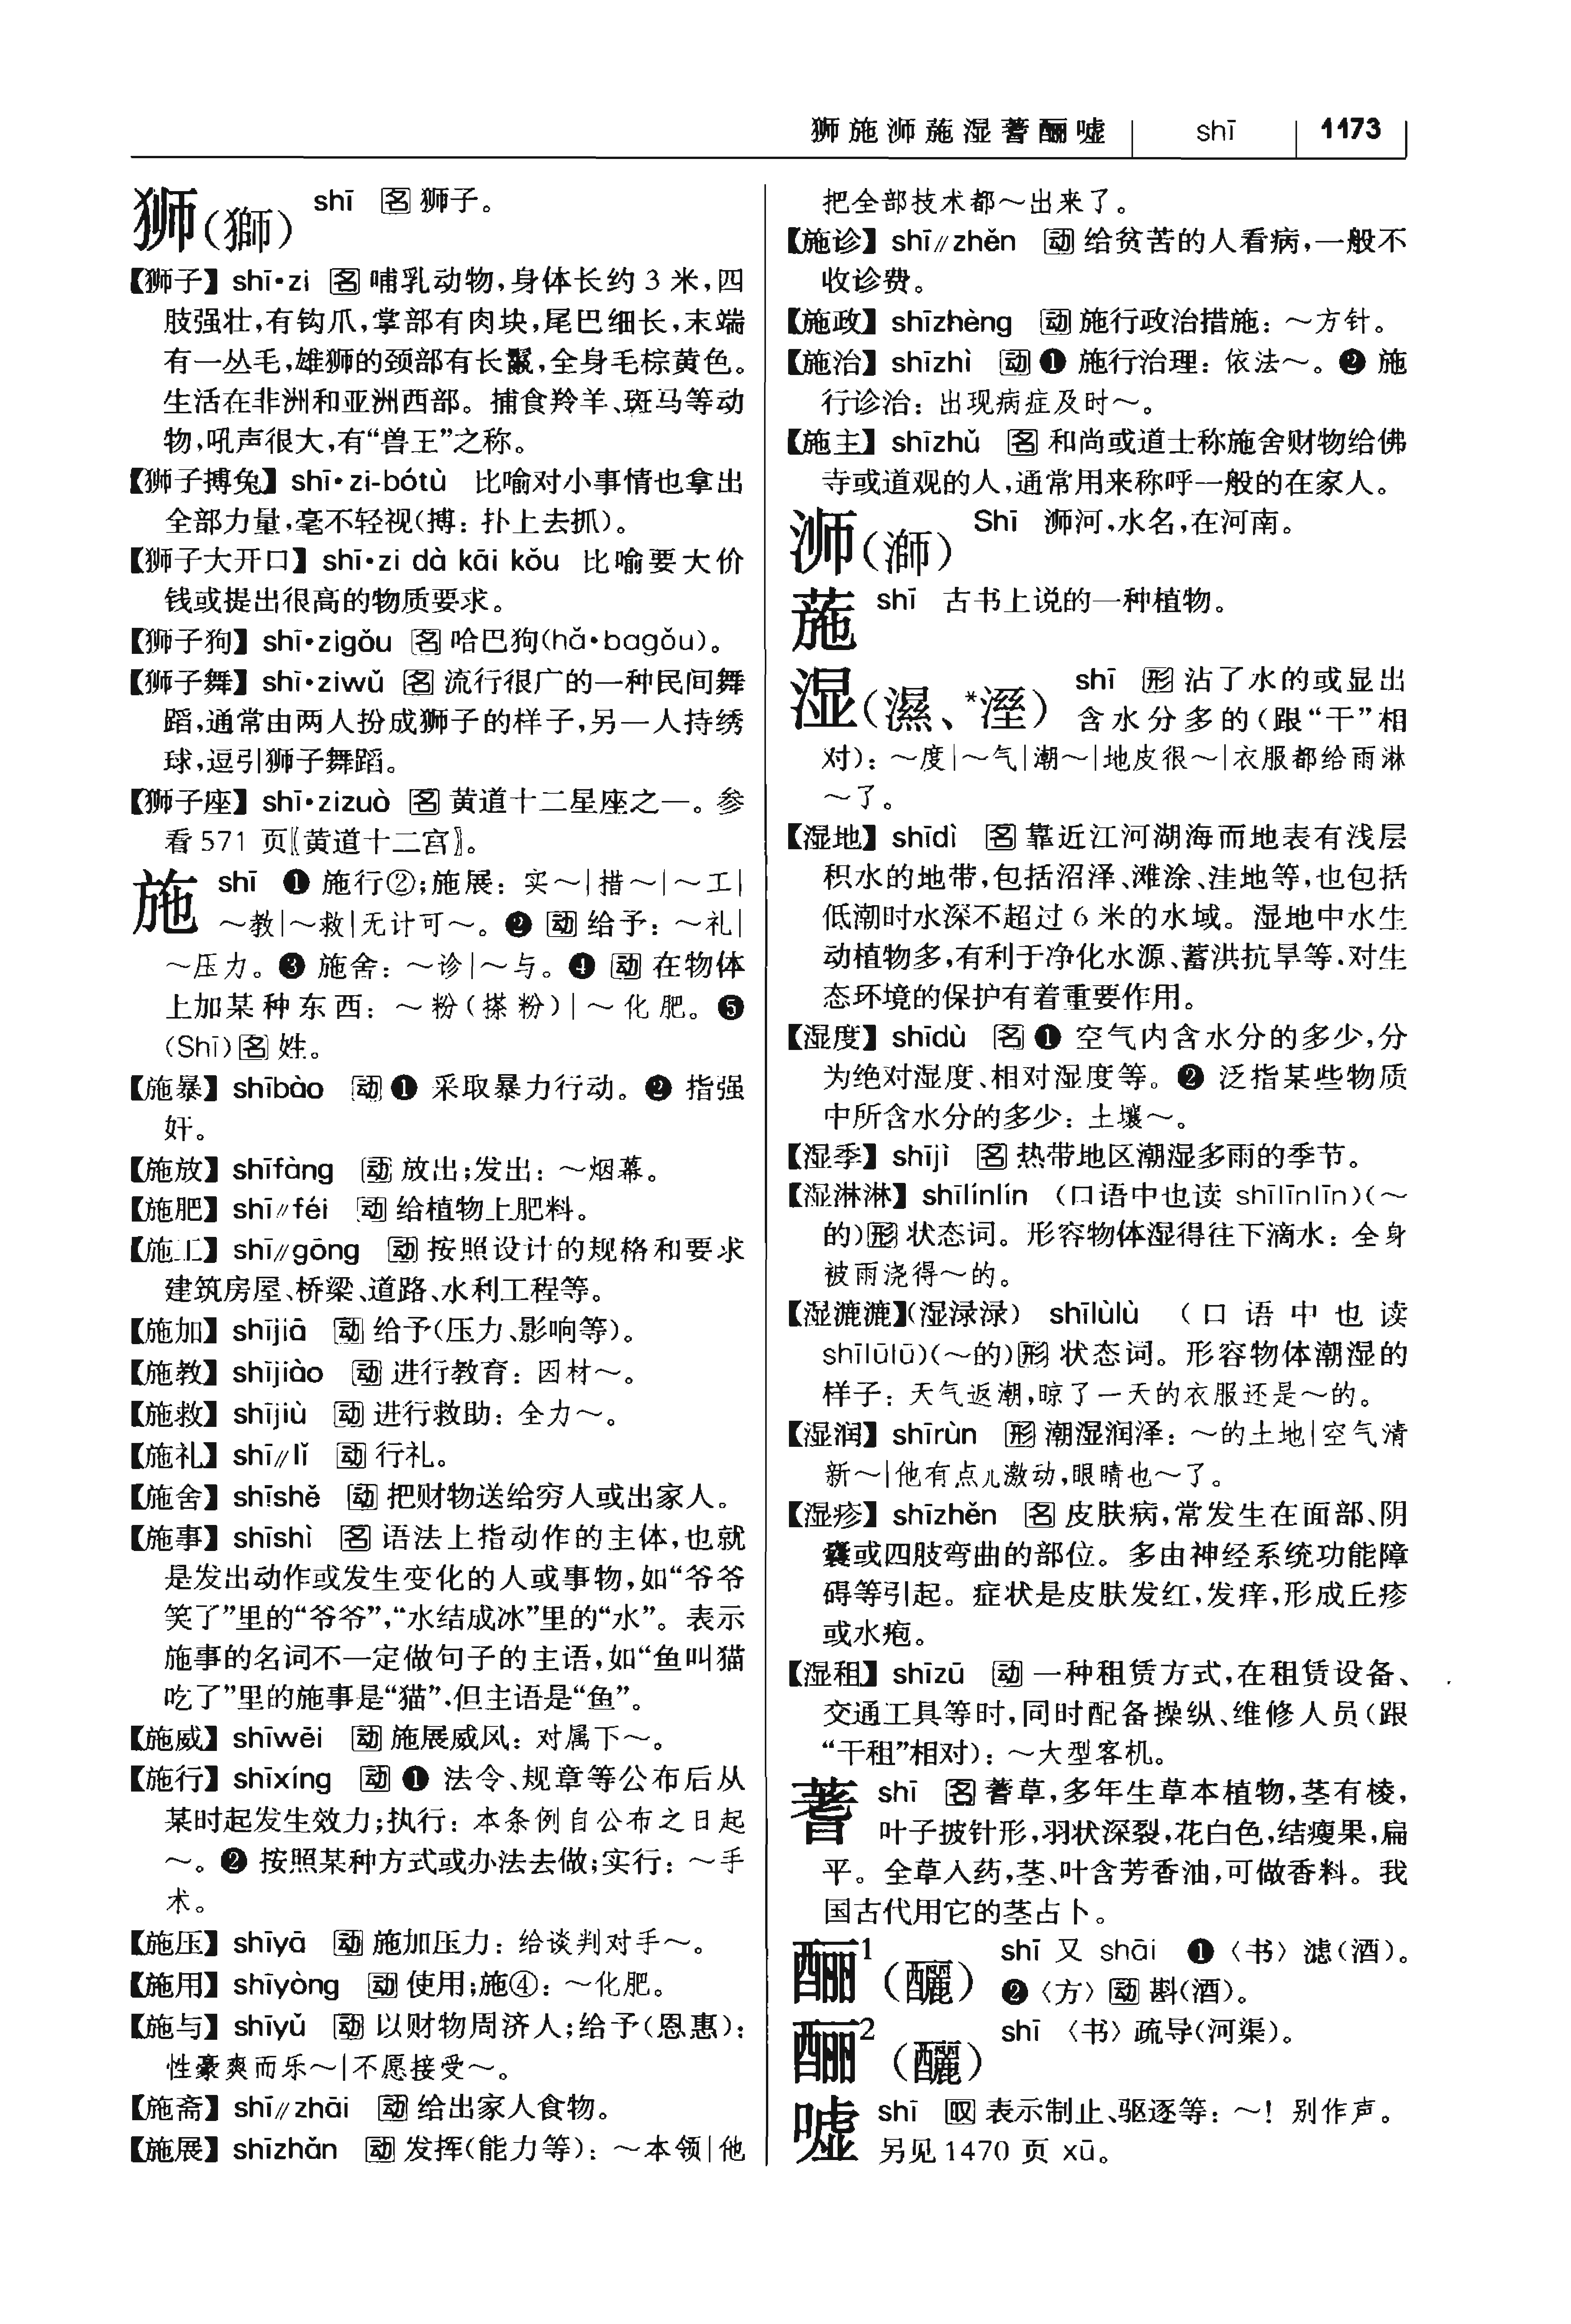 狮施浉葹湿蓍酾嘘 shī 1173
狮(獅) shī 名 狮子。
【狮子】 shī·zi 名 哺乳动物,身体长约 3 米,四
肢强壮,有钩爪,掌部有肉块,尾巴细长,末端
有一丛毛,雄狮的颈部有长鬣,全身毛棕黄色。
生活在非洲和亚洲西部。捕食羚羊、斑马等动
物,吼声很大,有“兽王”之称。
【狮子搏兔】 shī·zi-bótù 比喻对小事情也拿出
全部力量,毫不轻视(搏:扑上去抓)。
【狮子大开口】 shī·zi dà kāi kǒu 比喻要大价
钱或提出很高的物质要求。
【狮子狗】 shī·zigǒu 名 哈巴狗(hǎ·bagǒu)。
【狮子舞】 shī·ziwǔ 名 流行很广的一种民间舞
蹈,通常由两人扮成狮子的样子,另一人持绣
球,逗引狮子舞蹈。
【狮子座】 shī·zizuò 名 黄道十二星座之一。参
看 571 页〖黄道十二宫〗。
施 shī ❶ 施行②;施展:实~|措~|~工|
~教|~救|无计可~。❷ 动 给予:~礼|
~压力。❸ 施舍:~诊|~与。❹ 动 在物体
上加某种东西:~粉(搽粉)|~化肥。❺
(Shī)名 姓。
【施暴】 shībào 动 ❶ 采取暴力行动。❷ 指强
奸。
【施放】 shīfàng 动 放出;发出:~烟幕。
【施肥】 shī∥féi 动 给植物上肥料。
【施工】 shī∥gōng 动 按照设计的规格和要求
建筑房屋、桥梁、道路、水利工程等。
【施加】 shījiā 动 给予(压力、影响等)。
【施教】 shījiào 动 进行教育:因材~。
【施救】 shījiù 动 进行救助:全力~。
【施礼】 shī∥lǐ 动 行礼。
【施舍】 shīshě 动 把财物送给穷人或出家人。
【施事】 shīshì 名 语法上指动作的主体,也就
是发出动作或发生变化的人或事物,如“爷爷
笑了”里的“爷爷”,“水结成冰”里的“水”。表示
施事的名词不一定做句子的主语,如“鱼叫猫
吃了”里的施事是“猫”,但主语是“鱼”。
【施威】 shīwēi 动 施展威风:对属下~。
【施行】 shīxíng 动 ❶ 法令、规章等公布后从
某时起发生效力;执行:本条例自公布之日起
~。❷ 按照某种方式或办法去做;实行:~手
术。
【施压】 shīyā 动 施加压力:给谈判对手~。
【施用】 shīyòng 动 使用;施④:~化肥。
【施与】 shīyǔ 动 以财物周济人;给予(恩惠):
性豪爽而乐~|不愿接受~。
【施斋】 shī∥zhāi 动 给出家人食物。
【施展】 shīzhǎn 动 发挥(能力等):~本领|他
把全部技术都~出来了。
【施诊】 shī∥zhěn 动 给贫苦的人看病,一般不
收诊费。
【施政】 shīzhèng 动 施行政治措施:~方针。
【施治】 shīzhì 动 ❶ 施行治理:依法~。❷ 施
行诊治:出现病症及时~。
【施主】 shīzhǔ 名 和尚或道士称施舍财物给佛
寺或道观的人,通常用来称呼一般的在家人。
浉(溮) Shī 浉河,水名,在河南。
葹 shī 古书上说的一种植物。
湿(濕、*溼) shī 形 沾了水的或显出
含水分多的(跟“干”相
对):~度|~气|潮~|地皮很~|衣服都给雨淋
~了。
【湿地】 shīdì 名 靠近江河湖海而地表有浅层
积水的地带,包括沼泽、滩涂、洼地等,也包括
低潮时水深不超过 6 米的水域。湿地中水生
动植物多,有利于净化水源、蓄洪抗旱等,对生
态环境的保护有着重要作用。
【湿度】 shīdù 名 ❶ 空气内含水分的多少,分
为绝对湿度、相对湿度等。❷ 泛指某些物质
中所含水分的多少:土壤~。
【湿季】 shījì 名 热带地区潮湿多雨的季节。
【湿淋淋】 shīlínlín (口语中也读 shīlīnlīn)(~
的)形 状态词。形容物体湿得往下滴水:全身
被雨浇得~的。
【湿漉漉】(湿渌渌) shīlùlù (口语中也读
shīlūlū)(~的)形 状态词。形容物体潮湿的
样子:天气返潮,晾了一天的衣服还是~的。
【湿润】 shīrùn 形 潮湿润泽:~的土地|空气清
新~|他有点儿激动,眼睛也~了。
【湿疹】 shīzhěn 名 皮肤病,常发生在面部、阴
囊或四肢弯曲的部位。多由神经系统功能障
碍等引起。症状是皮肤发红,发痒,形成丘疹
或水疱。
【湿租】 shīzū 动 一种租赁方式,在租赁设备、
交通工具等时,同时配备操纵、维修人员(跟
“干租”相对):~大型客机。
蓍 shī 名 蓍草,多年生草本植物,茎有棱,
叶子披针形,羽状深裂,花白色,结瘦果,扁
平。全草入药,茎、叶含芳香油,可做香料。我
国古代用它的茎占卜。
酾1(釃) shī 又 shāi ❶〈书〉滤(酒)。
❷〈方〉动 斟(酒)。
酾2(釃) shī 〈书〉疏导(河渠)。
嘘 shī 叹 表示制止、驱逐等:~!别作声。
另见 1470 页 xū。